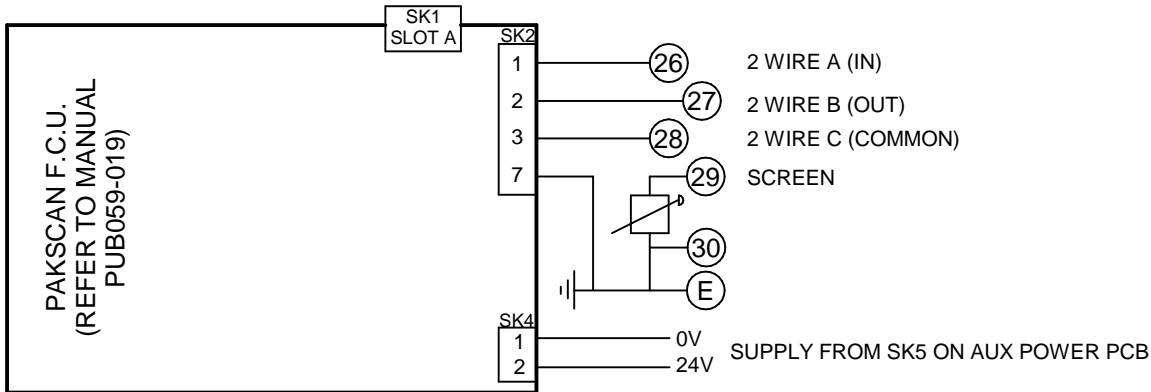 SK1
SLOT A
PAKSCAN F.C.U.
(REFER TO MANUAL
PUB059-019)
SK2
1
26
2 WIRE A (IN)
2
27
2 WIRE B (OUT)
3
28
2 WIRE C (COMMON)
7
29
SCREEN
30
E
SK4
1
0V
2
24V
SUPPLY FROM SK5 ON AUX POWER PCB